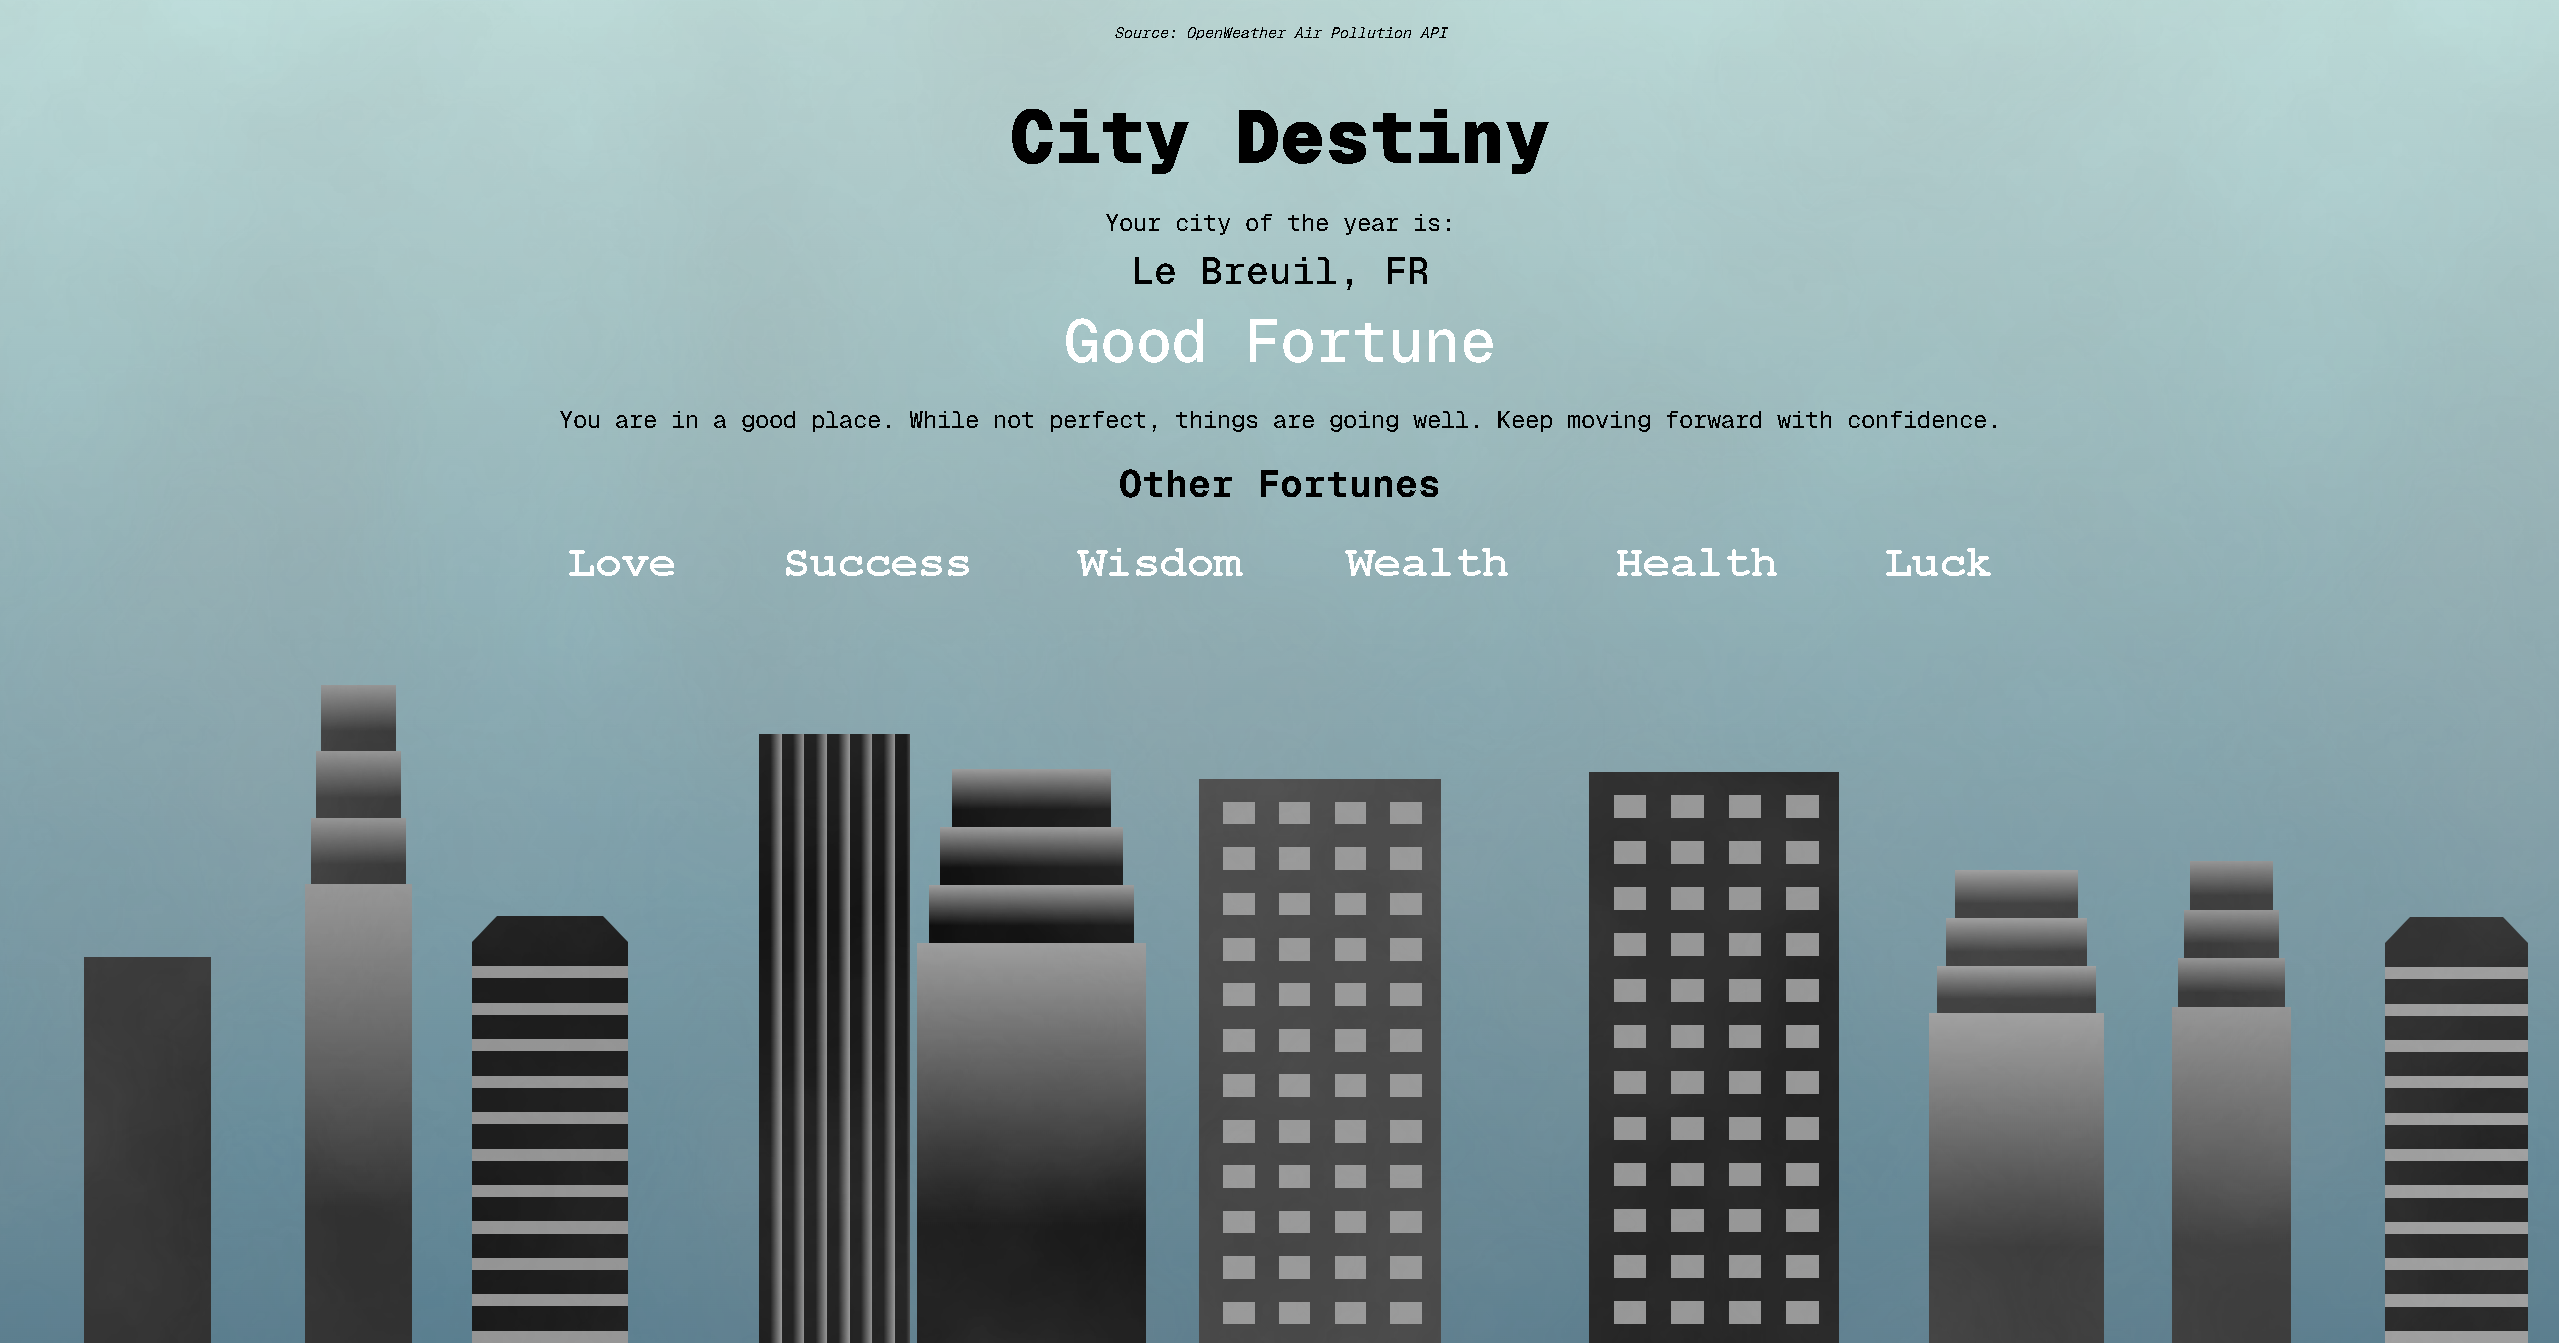 Source: OpenWeather Air Pollution API
City Destiny
Your city of the year is:
Le Breuil, FR
Good Fortune
You are in a good place. While not perfect, things are going well. Keep moving forward with confidence.
Other Fortunes
Love Success Wisdom Wealth Health Luck